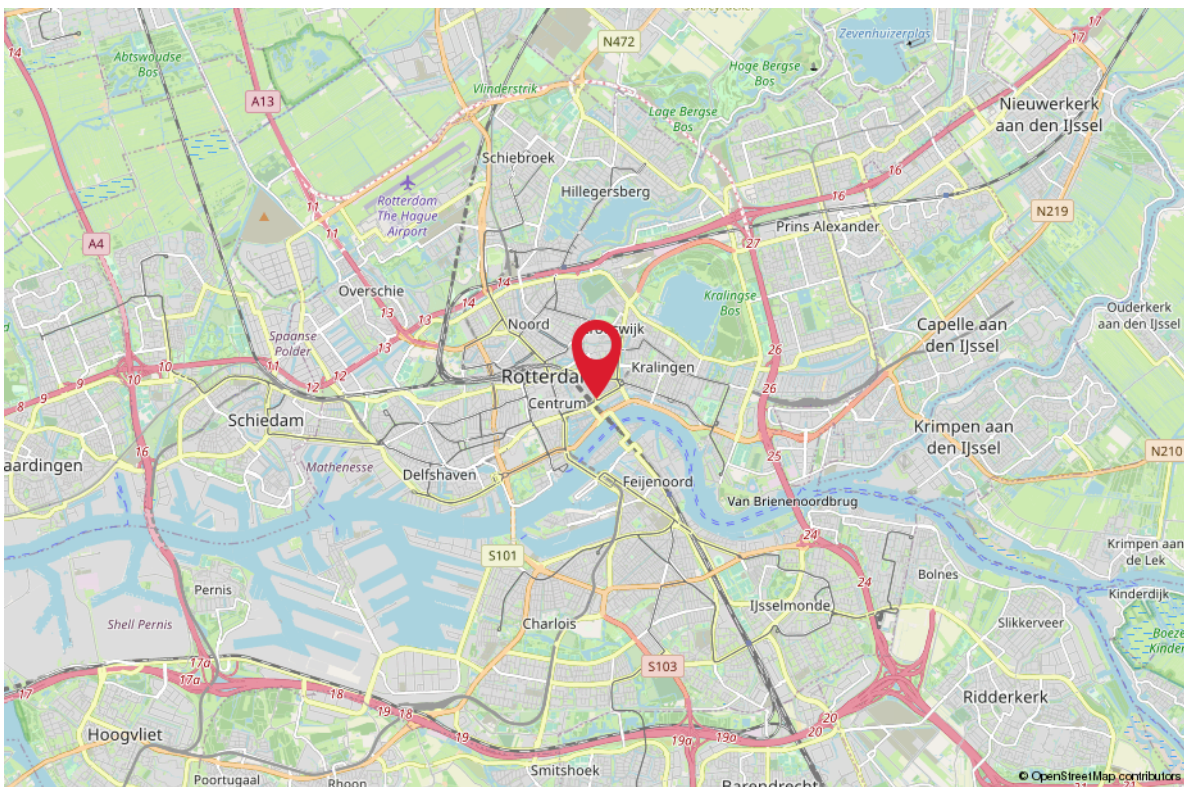 14
Abtswoudse
Bos
A13
N472
Vlinderstrik
Hoge Bergse
Bos
Lage Bergse
Bos
Zevenhuizerplas
17
17
Nieuwerkerk
aan den IJssel
Schiebroek
Hillegersberg
16
16
Rotterdam
The Hague
Airport
11
11
A4
N219
Prins Alexander
27
Overschie
14
14
13
13
Kralingse
Bos
Ouderkerk
aan den IJssel
Capelle aan
den IJssel
Spaanse
Polder
Noord
12
12
11
10
10
9
8
26
26
Kralingen
Centrum
Schiedam
Krimpen aan
den IJssel
16
Mathenesse
Delfshaven
Feijenoord
25
N210
Van Brienenoordbrug
S101
24
24
Krimpen aan
de Lek
Pernis
Bolnes
Kinderdijk
IJsselmonde
Shell Pernis
Charlois
Slikkerveer
17a
17a
17
18
18
19
19
S103
19a
19a
20
20
Ridderkerk
Hoogvliet
Smitshoek
Poortugaal
21
21
© OpenStreetMap contributors